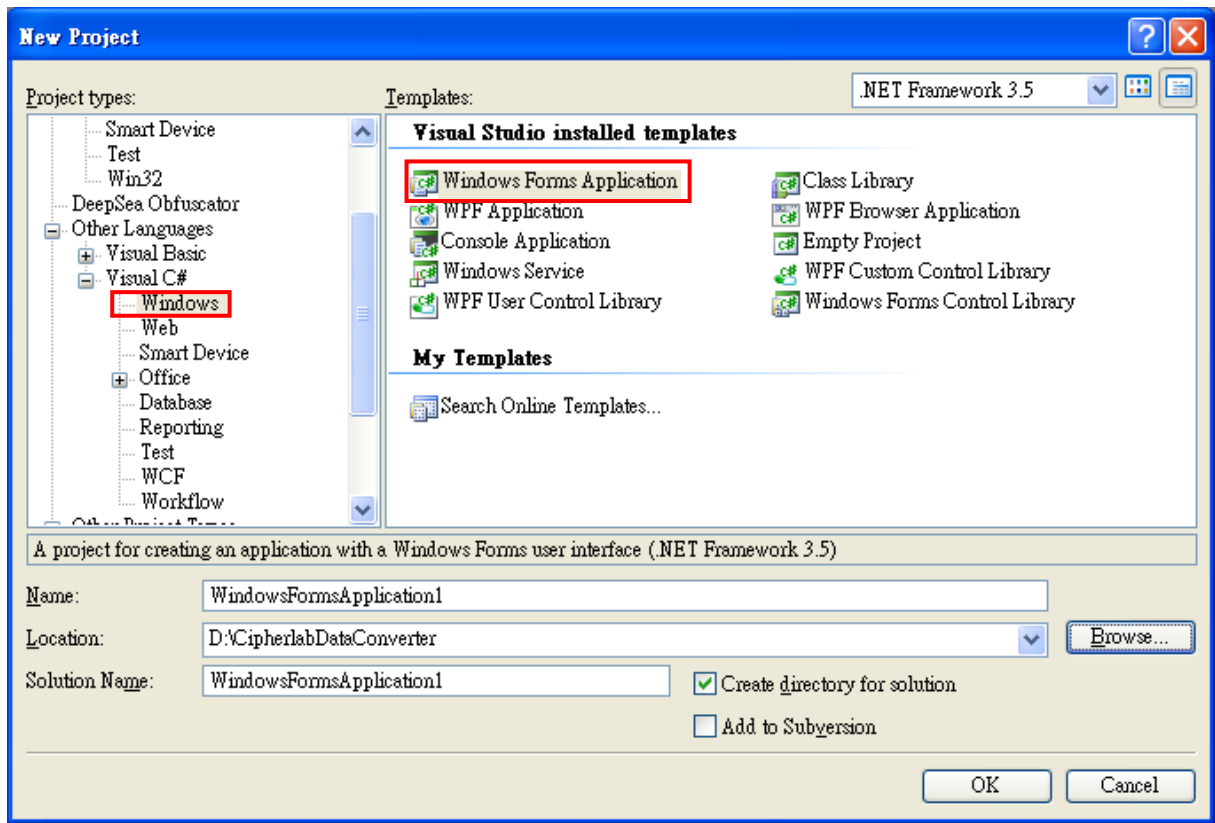 New Project
Project types:
Templates:
.NET Framework 3.5
Smart Device
Test
Win32
DeepSea Obfuscator
Other Languages
Visual Basic
Visual C#
Windows
Web
Smart Device
Office
Database
Reporting
Test
WCF
Workflow
Visual Studio installed templates
Windows Forms Application
Class Library
WPF Application
WPF Browser Application
Console Application
Empty Project
Windows Service
WPF Custom Control Library
WPF User Control Library
Windows Forms Control Library
My Templates
Search Online Templates...
A project for creating an application with a Windows Forms user interface (.NET Framework 3.5)
Name:
WindowsFormsApplication1
Location:
D:\CipherlabDataConverter
Browse...
Solution Name:
WindowsFormsApplication1
Create directory for solution
Add to Subversion
OK
Cancel